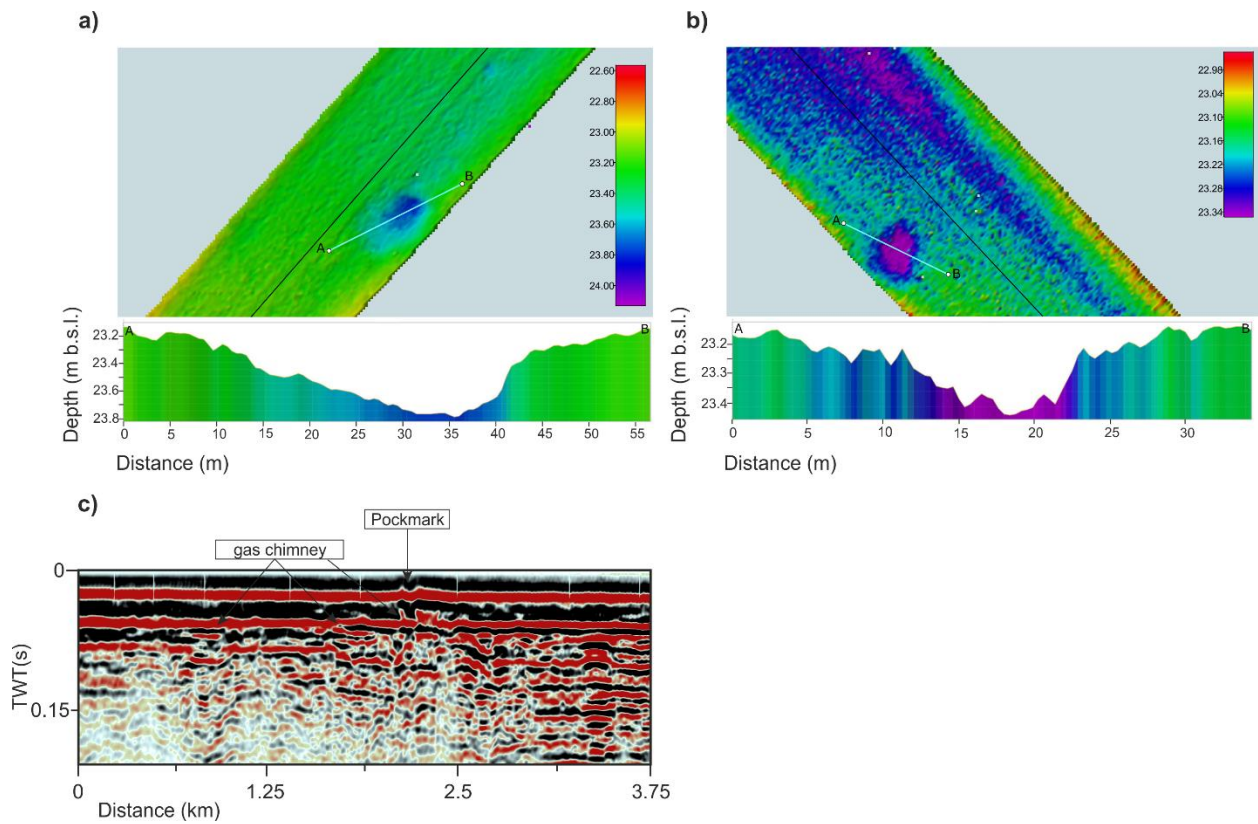 a)
22.60
22.80
23.00
23.20
23.40
23.60
23.80
24.00
A
B
Depth (m b.s.l.)
23.2
23.4
23.6
23.8
A
B
0 5 10 15 20 25 30 35 40 45 50 55
Distance (m)
b)
22.98
23.04
23.10
23.16
23.22
23.28
23.34
A
B
Depth (m b.s.l.)
23.2
23.3
23.4
A
B
0 5 10 15 20 25 30
Distance (m)
c)
Pockmark
gas chimney
TWT(s)
0
0.15
0 1.25 2.5 3.75
Distance (km)